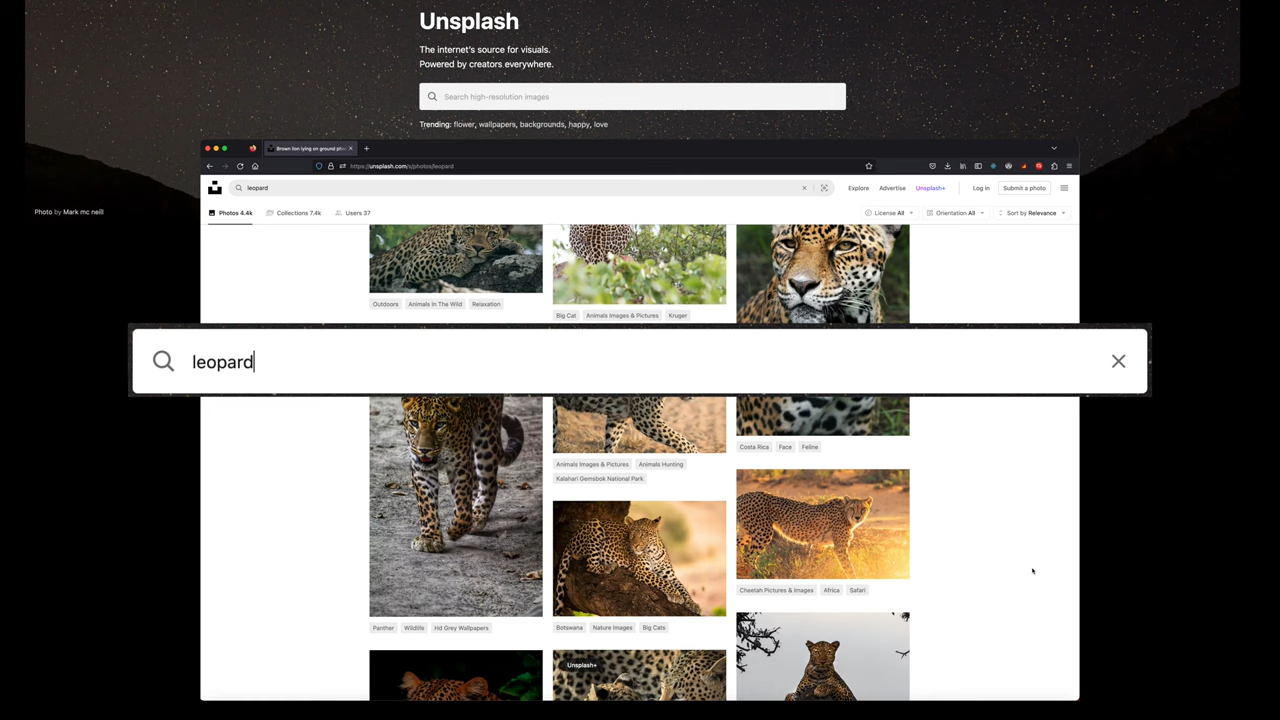 Unsplash
The internet's source for visuals.
Powered by creators everywhere.
Search high-resolution images
Trending: flower, wallpapers, backgrounds, happy, love
Brown lion lying on ground pho
https://unsplash.com/s/photos/leopard
leopard
Explore Advertise Unsplash+ Log in Submit a photo
Photo by Mark mc neill
Photos 4.4k Collections 7.4k Users 37 License All Orientation All Sort by Relevance
Outdoors Animals In The Wild Relaxation
Big Cat Animals Images & Pictures Kruger
leopard
Costa Rica Face Feline
Animals Images & Pictures Animals Hunting
Kalahari Gemsbok National Park
Cheetah Pictures & Images Africa Safari
Panther Wildlife Hd Grey Wallpapers
Botswana Nature Images Big Cats
Unsplash+